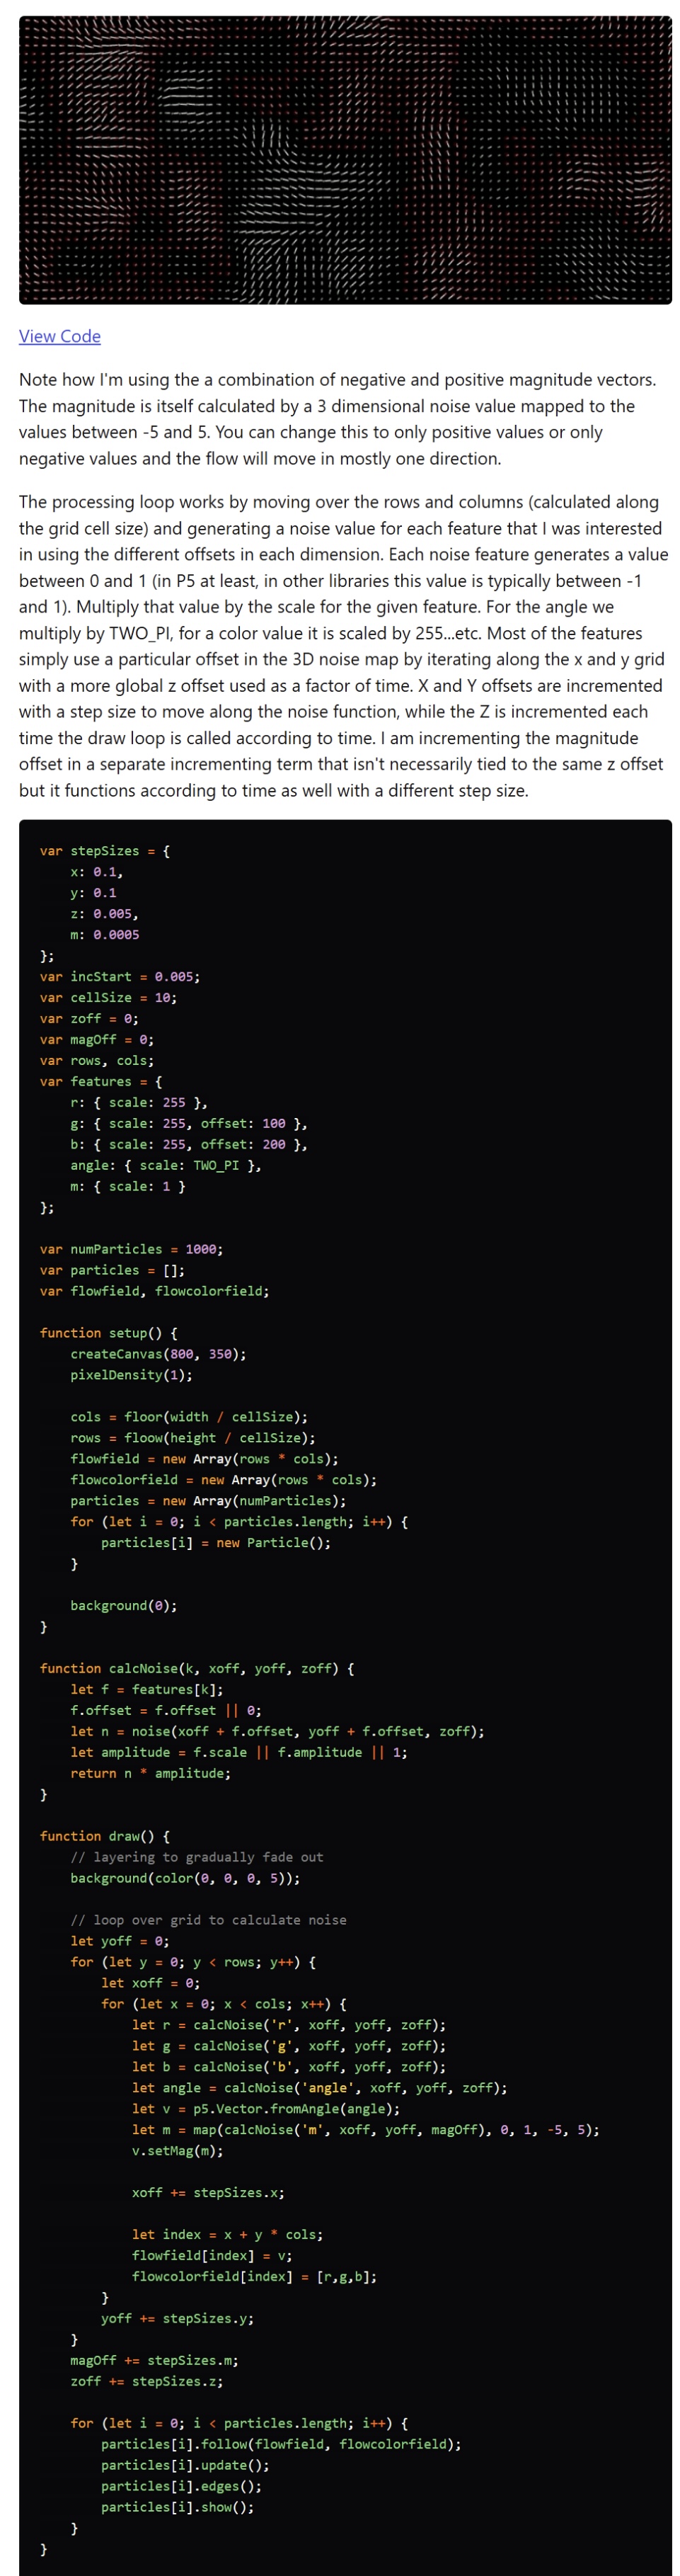 View Code
Note how I'm using the a combination of negative and positive magnitude vectors.
The magnitude is itself calculated by a 3 dimensional noise value mapped to the
values between -5 and 5. You can change this to only positive values or only
negative values and the flow will move in mostly one direction.
The processing loop works by moving over the rows and columns (calculated along
the grid cell size) and generating a noise value for each feature that I was interested
in using the different offsets in each dimension. Each noise feature generates a value
between 0 and 1 (in P5 at least, in other libraries this value is typically between -1
and 1). Multiply that value by the scale for the given feature. For the angle we
multiply by TWO_PI, for a color value it is scaled by 255...etc. Most of the features
simply use a particular offset in the 3D noise map by iterating along the x and y grid
with a more global z offset used as a factor of time. X and Y offsets are incremented
with a step size to move along the noise function, while the Z is incremented each
time the draw loop is called according to time. I am incrementing the magnitude
offset in a separate incrementing term that isn't necessarily tied to the same z offset
but it functions according to time as well with a different step size.
var stepSizes = {
    x: 0.1,
    y: 0.1
    z: 0.005,
    m: 0.0005
};
var incStart = 0.005;
var cellSize = 10;
var zoff = 0;
var magOff = 0;
var rows, cols;
var features = {
    r: { scale: 255 },
    g: { scale: 255, offset: 100 },
    b: { scale: 255, offset: 200 },
    angle: { scale: TWO_PI },
    m: { scale: 1 }
};
var numParticles = 1000;
var particles = [];
var flowfield, flowcolorfield;
function setup() {
    createCanvas(800, 350);
    pixelDensity(1);
    cols = floor(width / cellSize);
    rows = floow(height / cellSize);
    flowfield = new Array(rows * cols);
    flowcolorfield = new Array(rows * cols);
    particles = new Array(numParticles);
    for (let i = 0; i < particles.length; i++) {
        particles[i] = new Particle();
    }
    background(0);
}
function calcNoise(k, xoff, yoff, zoff) {
    let f = features[k];
    f.offset = f.offset || 0;
    let n = noise(xoff + f.offset, yoff + f.offset, zoff);
    let amplitude = f.scale || f.amplitude || 1;
    return n * amplitude;
}
function draw() {
    // layering to gradually fade out
    background(color(0, 0, 0, 5));
    // loop over grid to calculate noise
    let yoff = 0;
    for (let y = 0; y < rows; y++) {
        let xoff = 0;
        for (let x = 0; x < cols; x++) {
            let r = calcNoise('r', xoff, yoff, zoff);
            let g = calcNoise('g', xoff, yoff, zoff);
            let b = calcNoise('b', xoff, yoff, zoff);
            let angle = calcNoise('angle', xoff, yoff, zoff);
            let v = p5.Vector.fromAngle(angle);
            let m = map(calcNoise('m', xoff, yoff, magOff), 0, 1, -5, 5);
            v.setMag(m);
            xoff += stepSizes.x;
            let index = x + y * cols;
            flowfield[index] = v;
            flowcolorfield[index] = [r,g,b];
        }
        yoff += stepSizes.y;
    }
    magOff += stepSizes.m;
    zoff += stepSizes.z;
    for (let i = 0; i < particles.length; i++) {
        particles[i].follow(flowfield, flowcolorfield);
        particles[i].update();
        particles[i].edges();
        particles[i].show();
    }
}